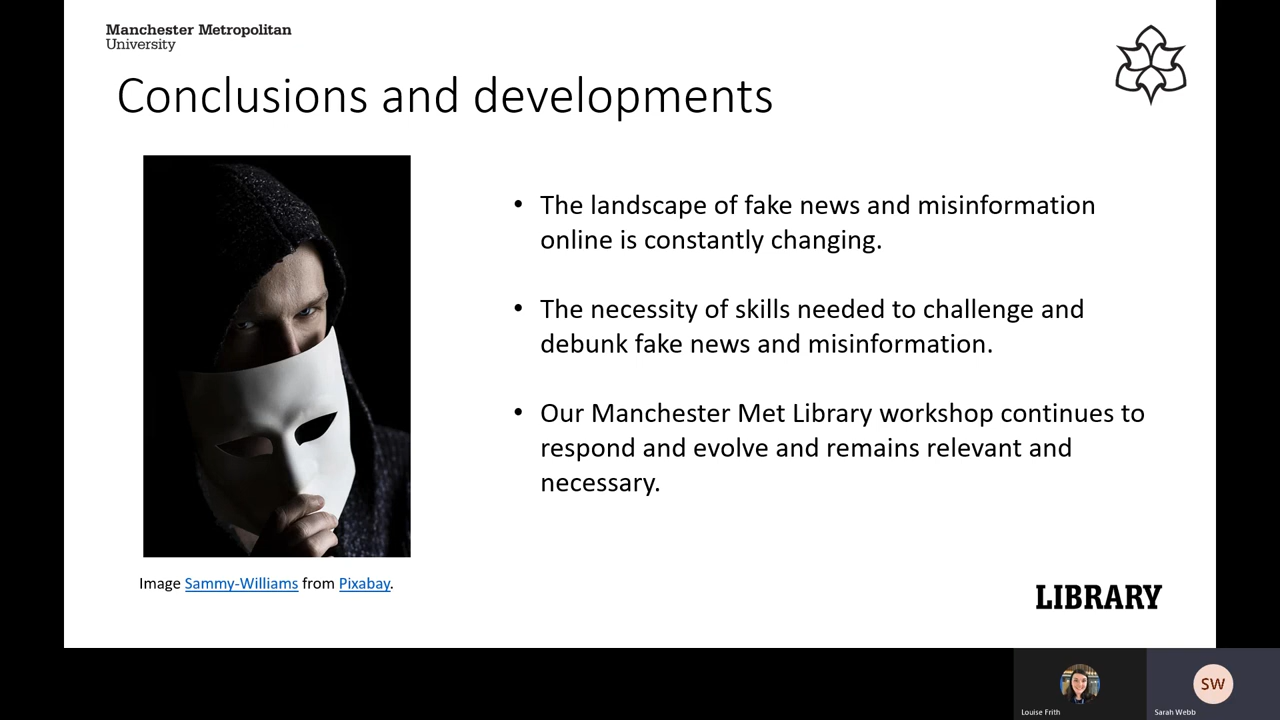 Manchester Metropolitan
University
Conclusions and developments
• The landscape of fake news and misinformation
online is constantly changing.
• The necessity of skills needed to challenge and
debunk fake news and misinformation.
• Our Manchester Met Library workshop continues to
respond and evolve and remains relevant and
necessary.
Image Sammy-Williams from Pixabay.
LIBRARY
SW
Louise Frith
Sarah Webb